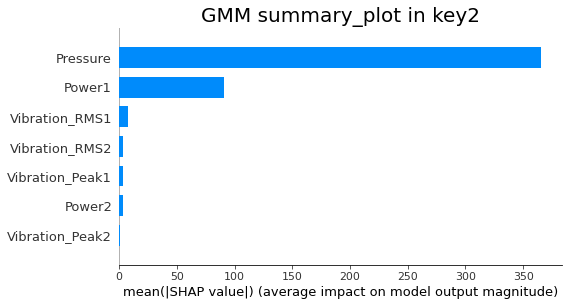 GMM summary_plot in key2
Pressure
Power1
Vibration_RMS1
Vibration_RMS2
Vibration_Peak1
Power2
Vibration_Peak2
0 50 100 150 200 250 300 350
mean(|SHAP value|) (average impact on model output magnitude)